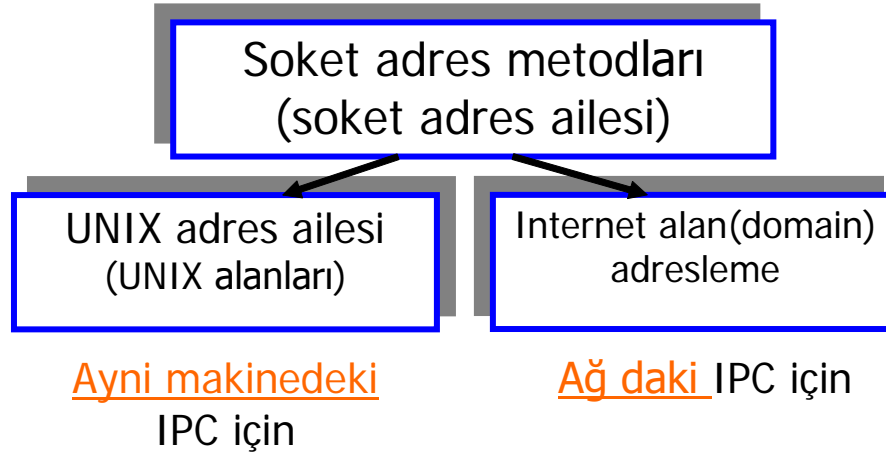 Soket adres metodları
(soket adres ailesi)
UNIX adres ailesi
(UNIX alanları)
Internet alan(domain)
adresleme
Ayni makinedeki
IPC için
Ağ daki IPC için